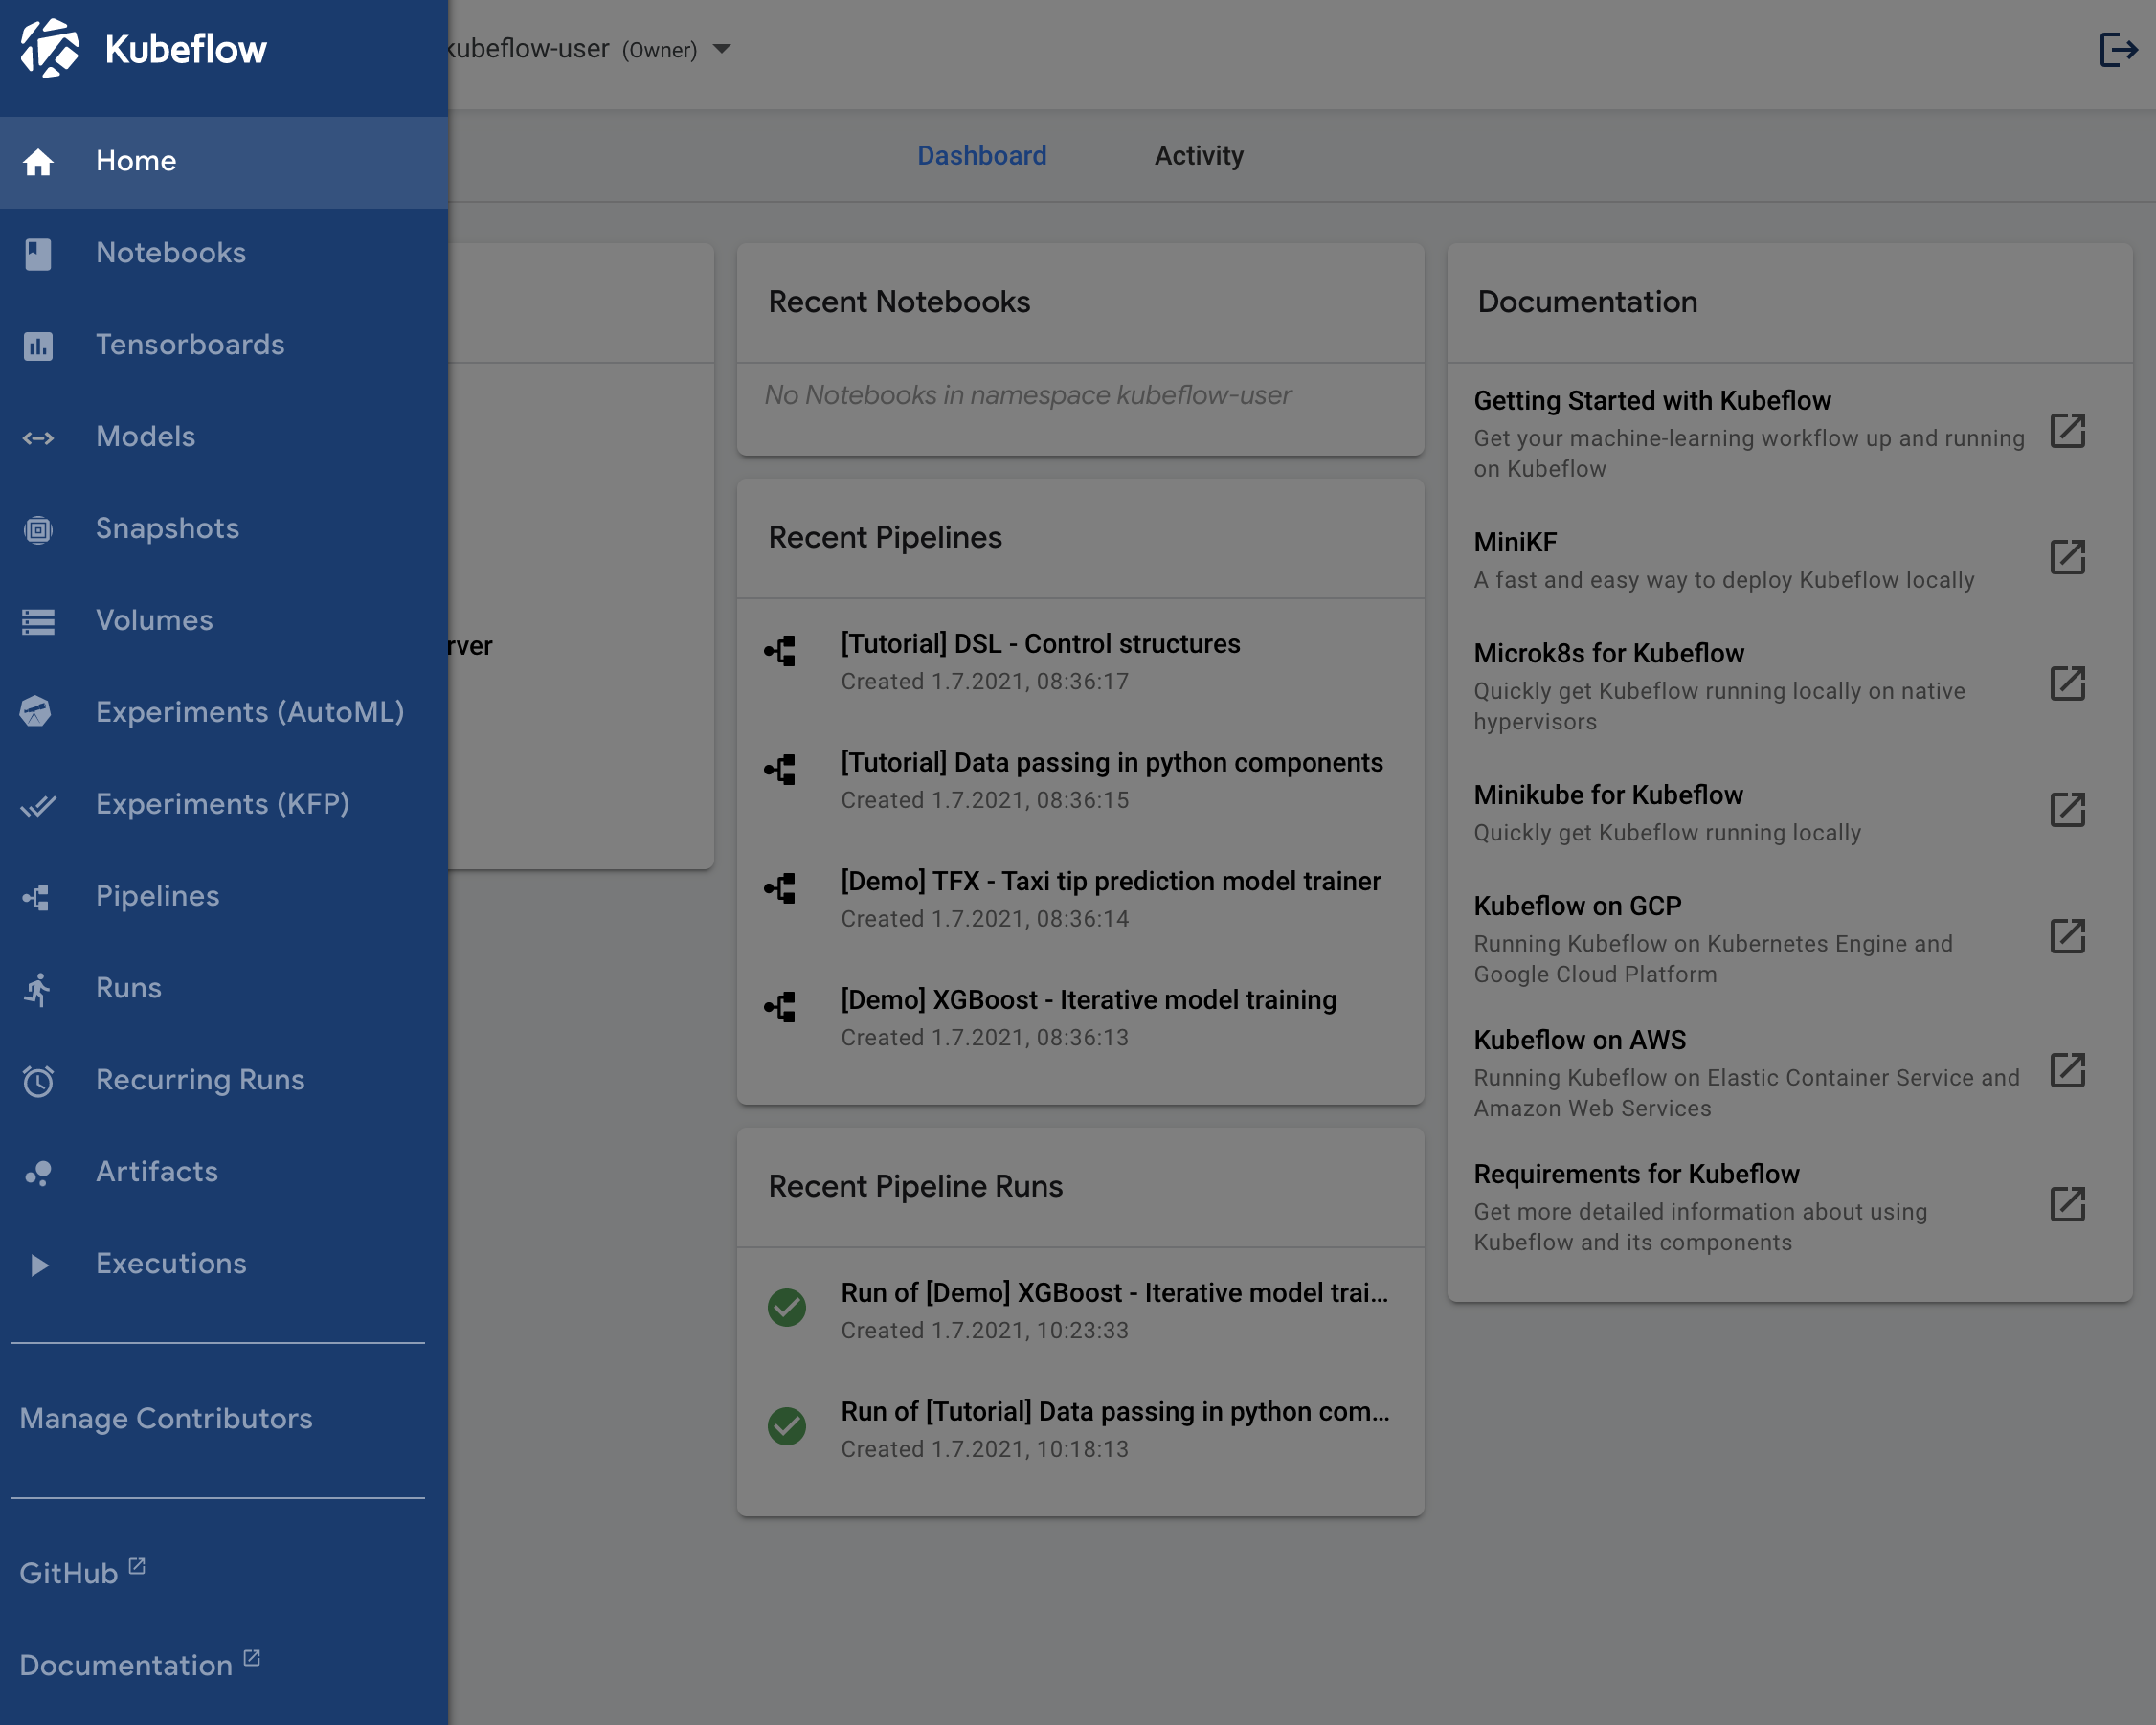 Kubeflow
Home
Notebooks
Tensorboards
Models
Snapshots
Volumes
Experiments (AutoML)
Experiments (KFP)
Pipelines
Runs
Recurring Runs
Artifacts
Executions
Manage Contributors
GitHub
Documentation
kubeflow-user (Owner)
Dashboard Activity
Recent Notebooks
No Notebooks in namespace kubeflow-user
Recent Pipelines
[Tutorial] DSL - Control structures
Created 1.7.2021, 08:36:17
[Tutorial] Data passing in python components
Created 1.7.2021, 08:36:15
[Demo] TFX - Taxi tip prediction model trainer
Created 1.7.2021, 08:36:14
[Demo] XGBoost - Iterative model training
Created 1.7.2021, 08:36:13
Recent Pipeline Runs
Run of [Demo] XGBoost - Iterative model trai...
Created 1.7.2021, 10:23:33
Run of [Tutorial] Data passing in python com...
Created 1.7.2021, 10:18:13
Documentation
Getting Started with Kubeflow
Get your machine-learning workflow up and running
on Kubeflow
MiniKF
A fast and easy way to deploy Kubeflow locally
Microk8s for Kubeflow
Quickly get Kubeflow running locally on native
hypervisors
Minikube for Kubeflow
Quickly get Kubeflow running locally
Kubeflow on GCP
Running Kubeflow on Kubernetes Engine and
Google Cloud Platform
Kubeflow on AWS
Running Kubeflow on Elastic Container Service and
Amazon Web Services
Requirements for Kubeflow
Get more detailed information about using
Kubeflow and its components